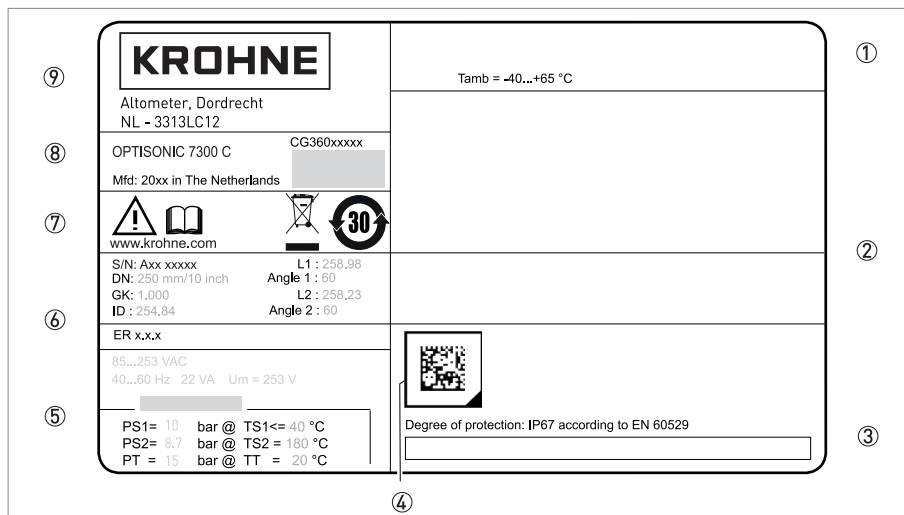 KROHNE
Altometer, Dordrecht
NL - 3313LC12
OPTISONIC 7300 C
CG360xxxxx
Mfd: 20xx in The Netherlands
30
www.krohne.com
S/N: Axx xxxxx
L1 : 258.98
DN: 250 mm/10 inch
Angle 1 : 60
GK: 1.000
L2 : 258.23
ID : 254.84
Angle 2 : 60
ER x.x.x
85...253 VAC
40...60 Hz 22 VA Um = 253 V
PS1= 10 bar @ TS1<= 40 °C
PS2= 8.7 bar @ TS2 = 180 °C
PT = 15 bar @ TT = 20 °C
Tamb = -40...+65 °C
Degree of protection: IP67 according to EN 60529
①
②
③
④
⑤
⑥
⑦
⑧
⑨